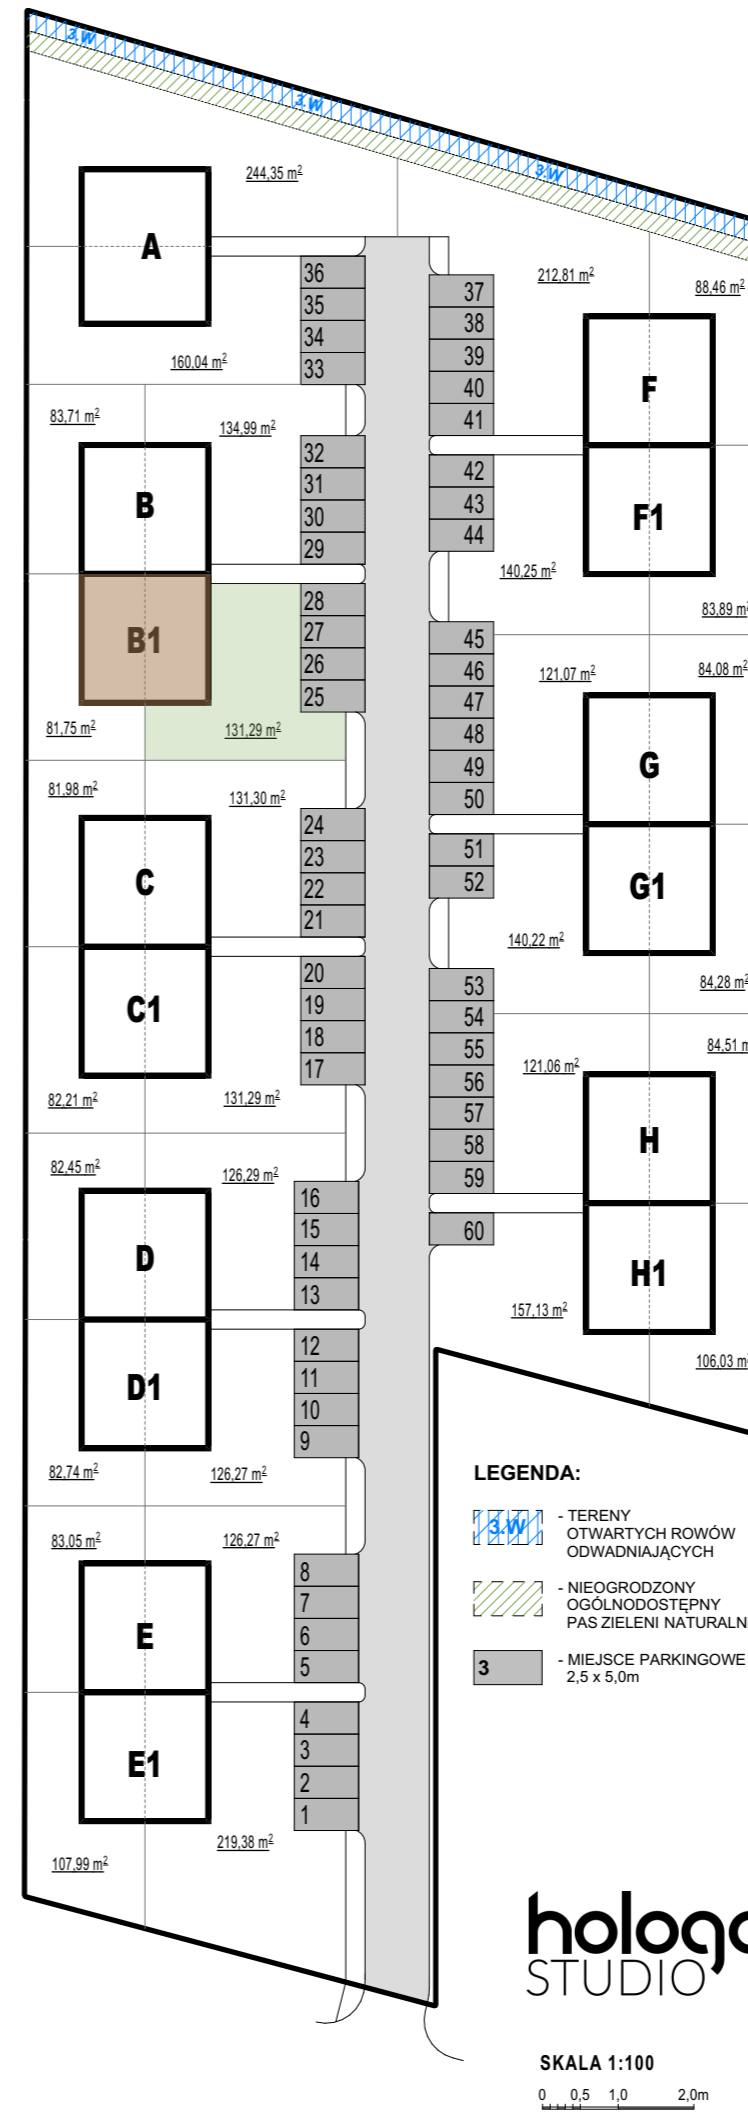 3.W
3.W
3.W
244,35 m²
A
160,04 m²
36
35
34
33
37
38
39
40
41
212,81 m²
88,46 m²
F
83,71 m²
134,99 m²
B
32
31
30
29
42
43
44
F1
140,25 m²
83,89 m²
B1
28
27
26
25
81,75 m²
131,29 m²
45
46
47
48
49
50
121,07 m²
84,08 m²
G
81,98 m²
131,30 m²
C
24
23
22
21
51
52
G1
140,22 m²
84,28 m²
C1
20
19
18
17
82,21 m²
131,29 m²
53
54
55
56
57
58
59
121,06 m²
84,51 m
H
82,45 m²
126,29 m²
D
16
15
14
13
60
H1
157,13 m²
106,03 m²
D1
12
11
10
9
82,74 m²
126,27 m²
83,05 m²
126,27 m²
E
8
7
6
5
E1
4
3
2
1
107,99 m²
219,38 m²
LEGENDA:
3.W
- TERENY
OTWARTYCH ROWÓW
ODWADNIAJĄCYCH
- NIEOGRODZONY
OGÓLNODOSTĘPNY
PAS ZIELENI NATURALN
3
- MIEJSCE PARKINGOWE
2,5 x 5,0m
STUDIO
SKALA 1:100
0 0,5 1,0 2,0m